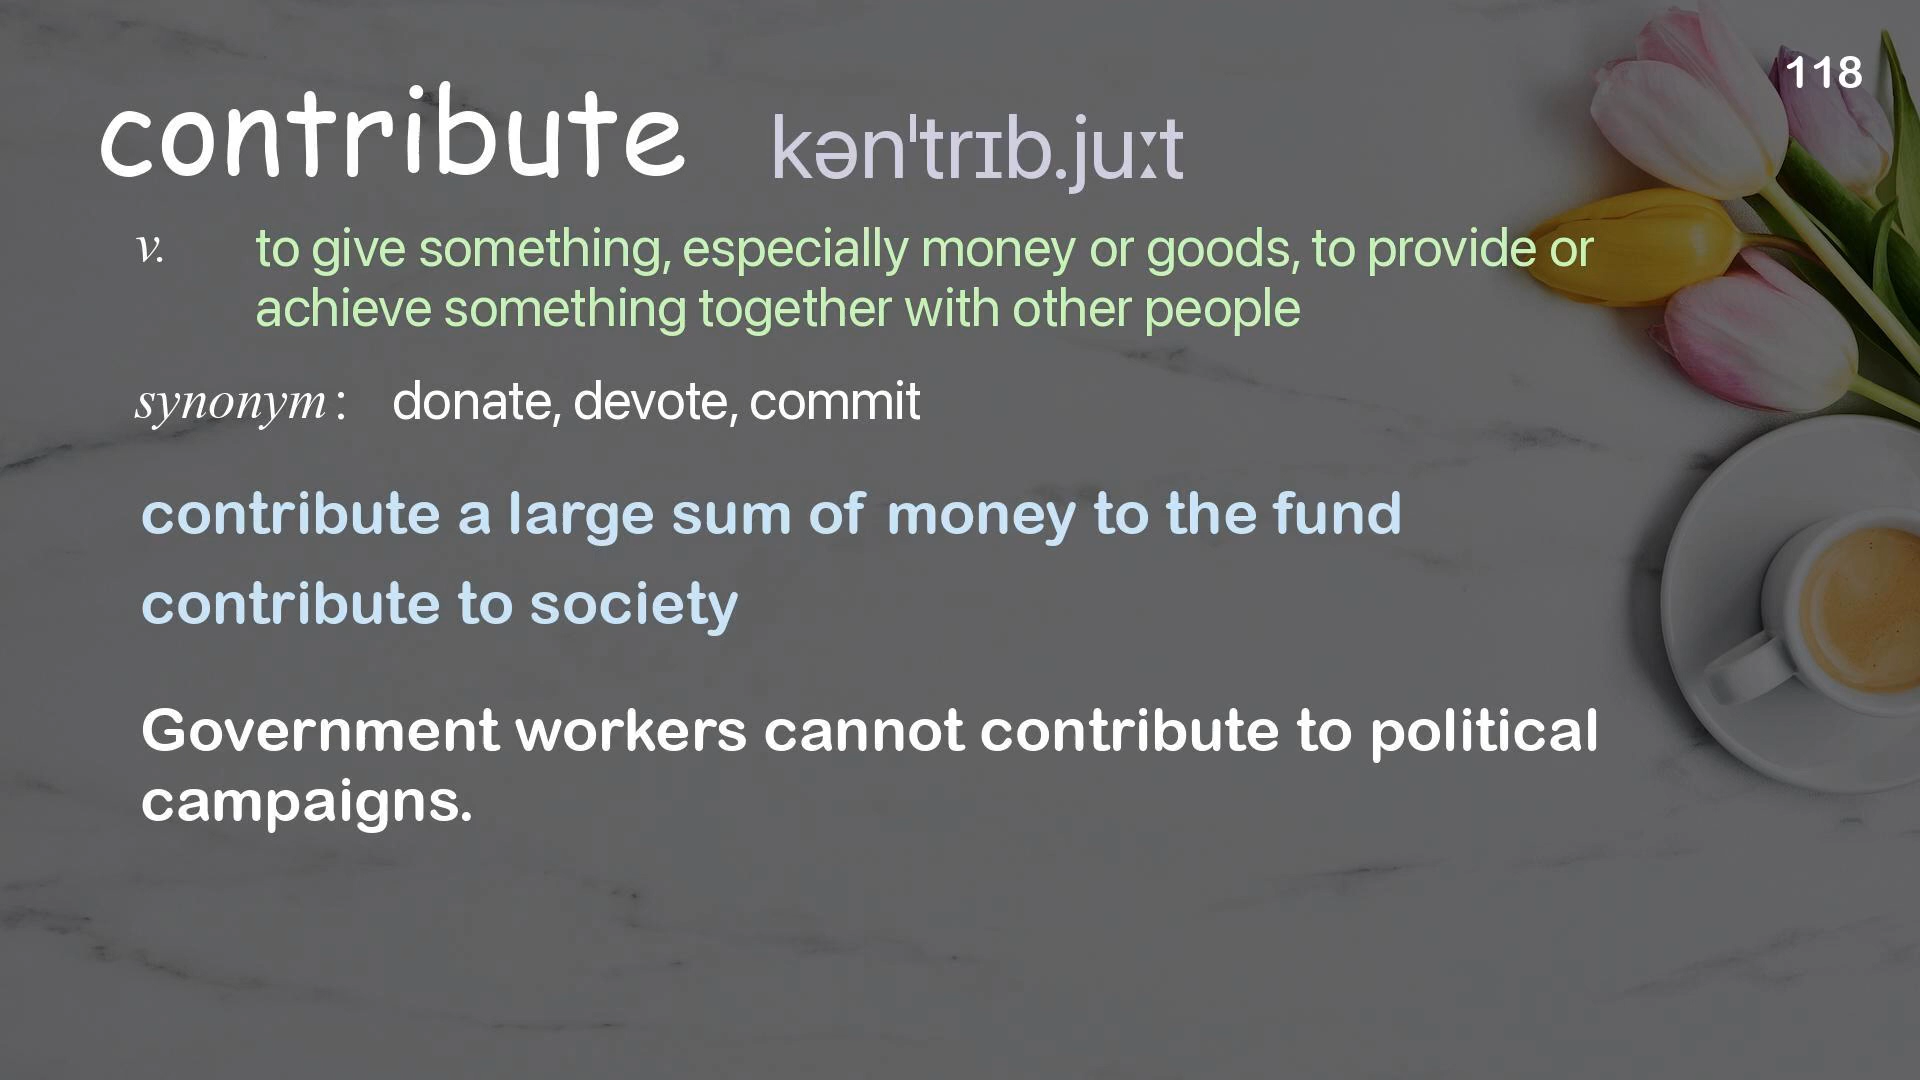 118
contribute kən'trɪb.juːt
v. to give something, especially money or goods, to provide or
achieve something together with other people
synonym: donate, devote, commit
contribute a large sum of money to the fund
contribute to society
Government workers cannot contribute to political
campaigns.